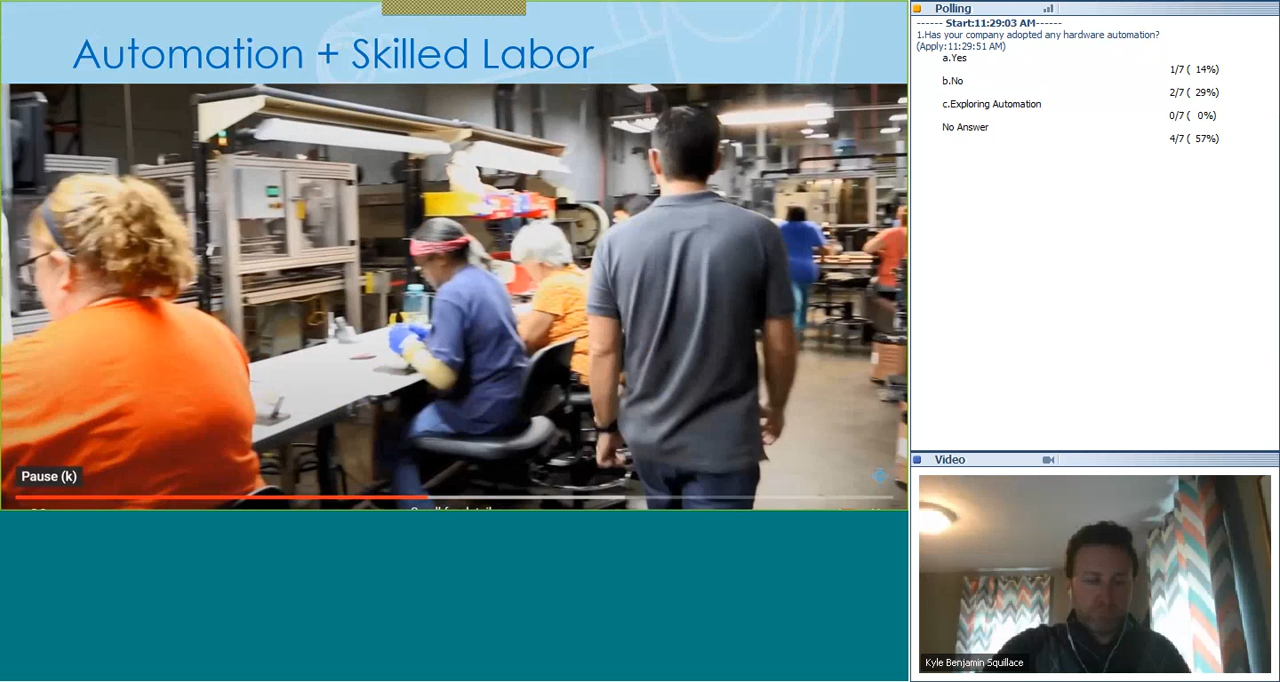 Automation + Skilled Labor
Pause (k)
Polling
------ Start:11:29:03 AM------
1.Has your company adopted any hardware automation?
(Apply:11:29:51 AM)
a.Yes
1/7 ( 14%)
b.No
2/7 ( 29%)
c.Exploring Automation
0/7 ( 0%)
No Answer
4/7 ( 57%)
Video
Kyle Benjamin Squillace